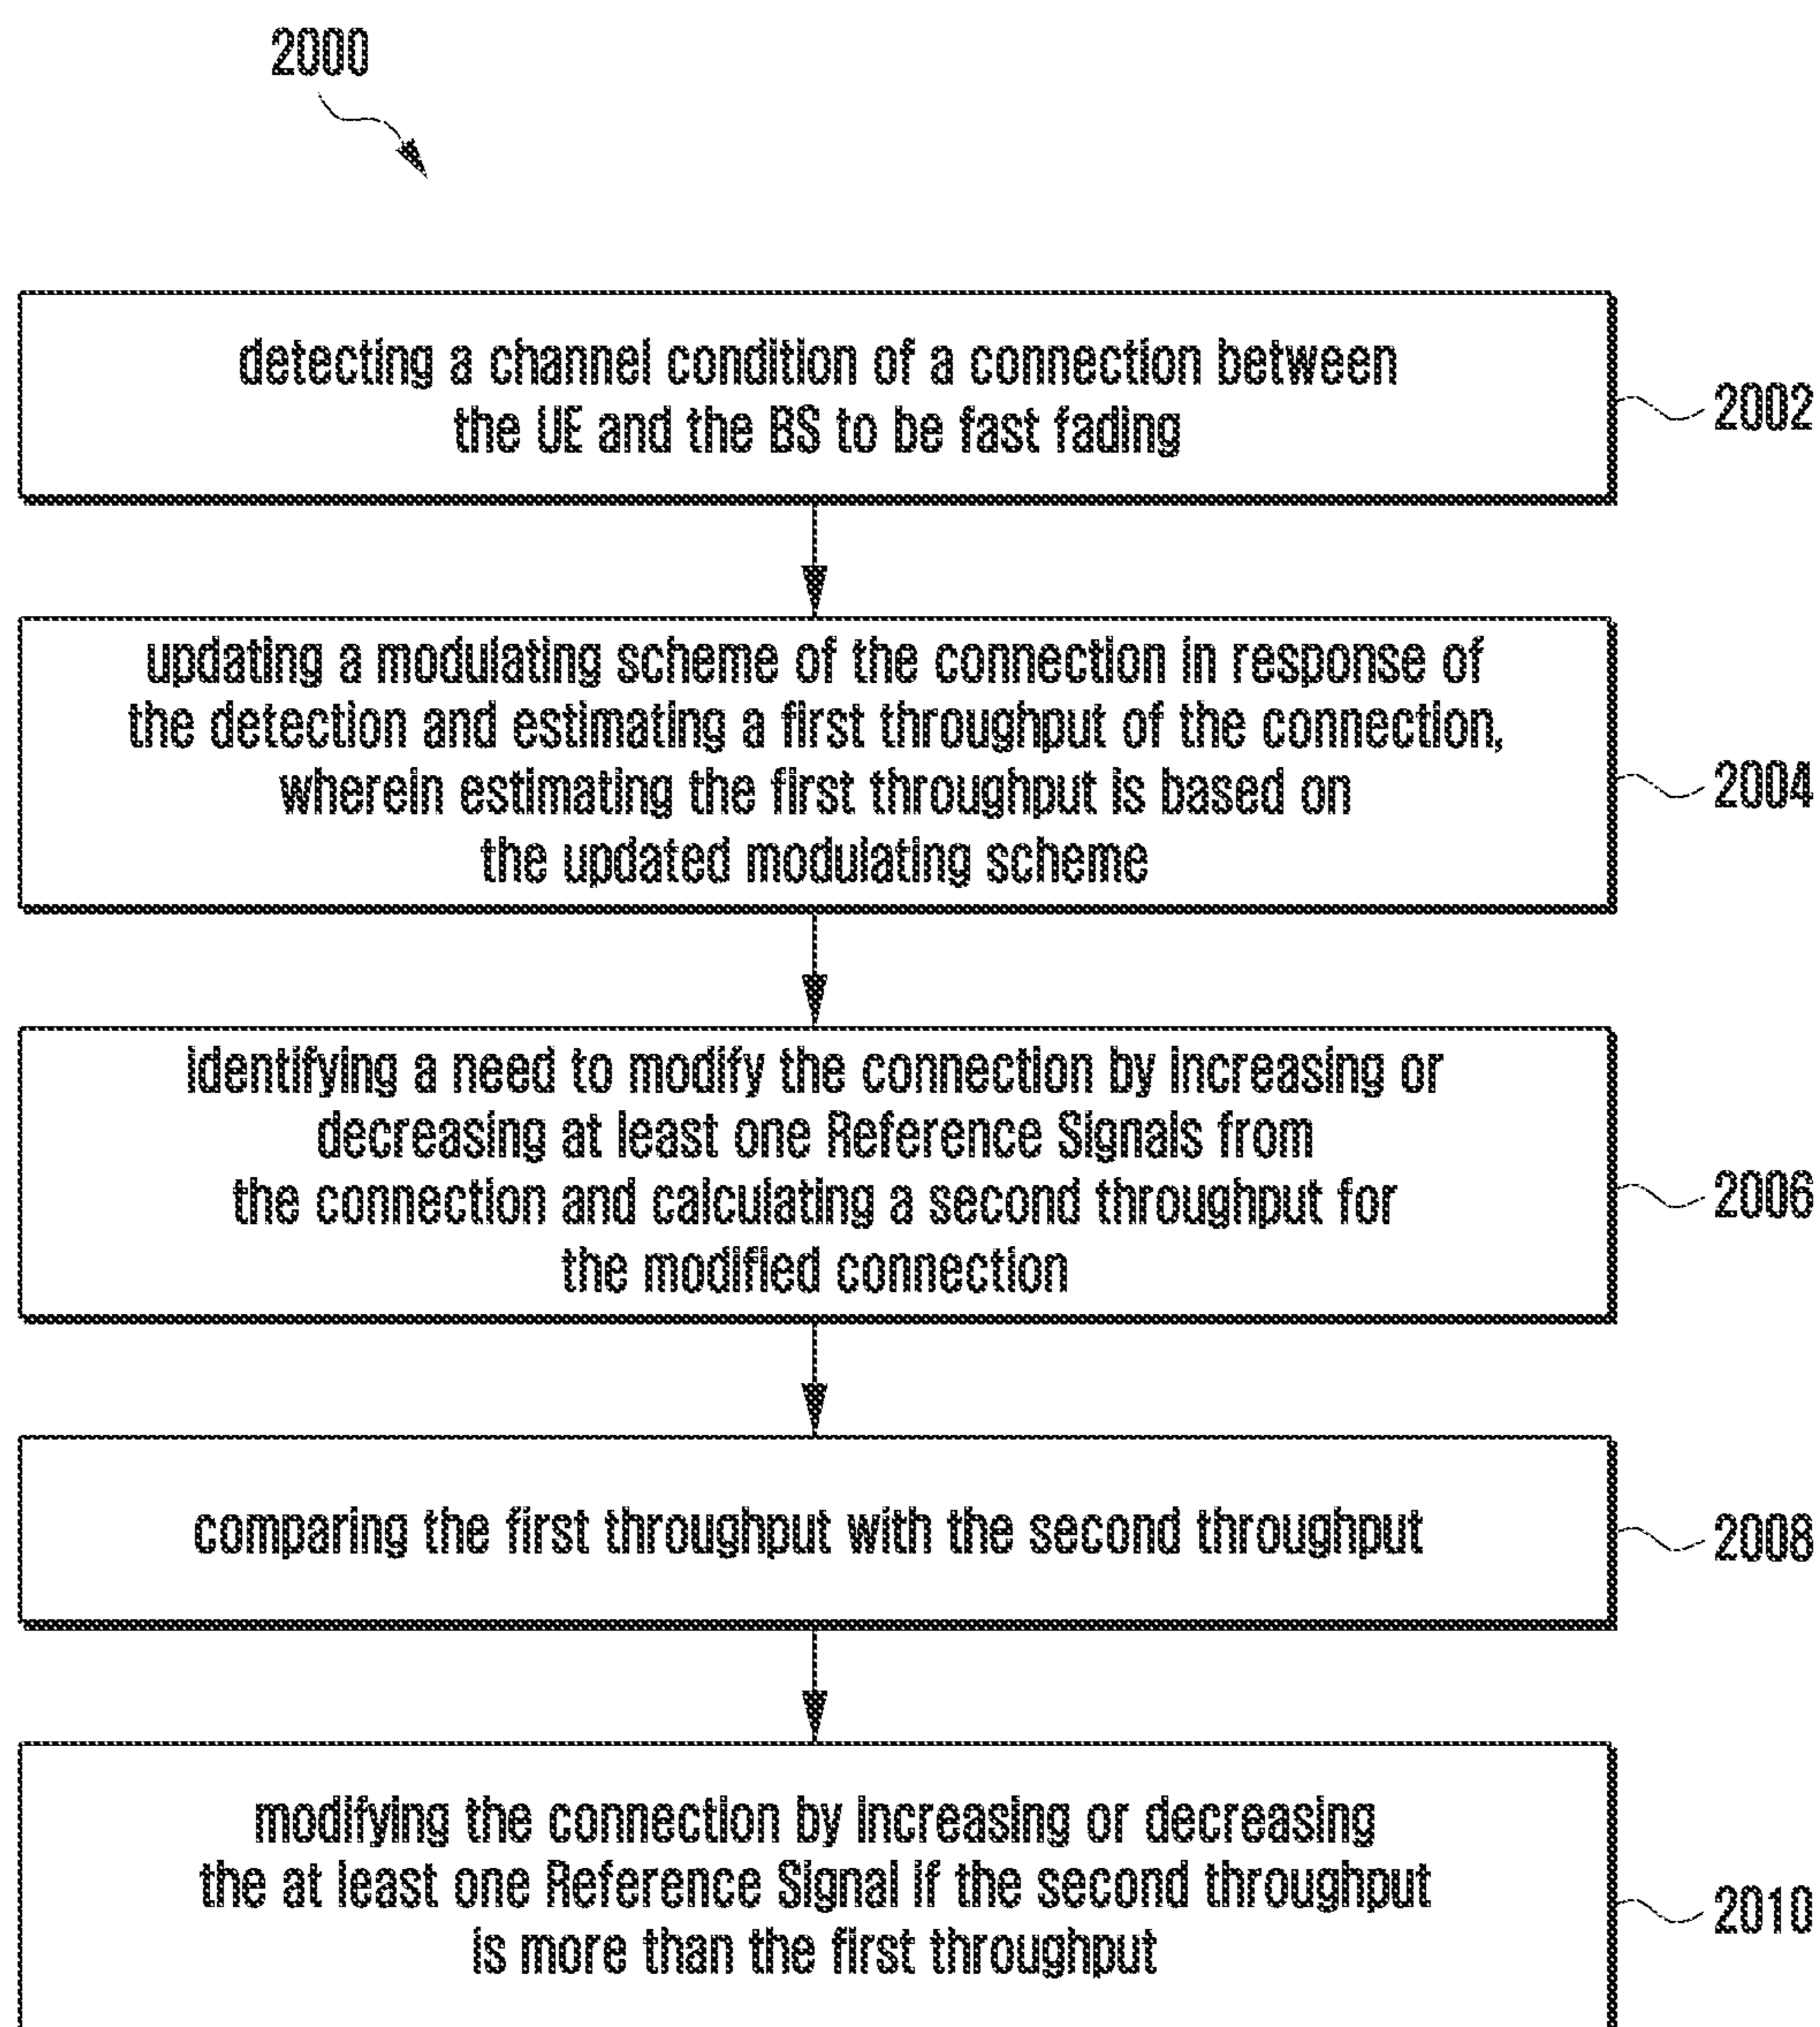 2000
detecting a channel condition of a connection between
the UE and the BS to be fast fading
2002
updating a modulating scheme of the connection in response of
the detection and estimating a first throughput of the connection,
wherein estimating the first throughput is based on
the updated modulating scheme
2004
identifying a need to modify the connection by increasing or
decreasing at least one Reference Signals from
the connection and calculating a second throughput for
the modified connection
2006
comparing the first throughput with the second throughput
2008
modifying the connection by increasing or decreasing
the at least one Reference Signal if the second throughput
is more than the first throughput
2010